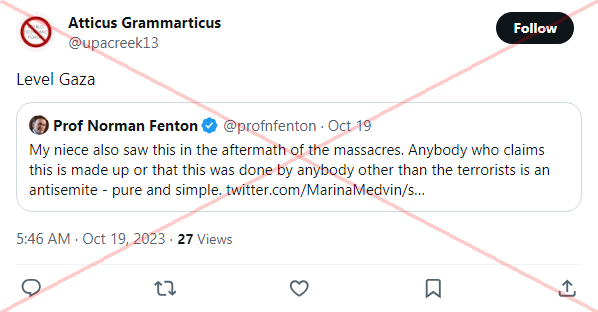 Atticus Grammarticus
@upacreek13
Follow
Level Gaza
Prof Norman Fenton @profnfenton · Oct 19
My niece also saw this in the aftermath of the massacres. Anybody who claims
this is made up or that this was done by anybody other than the terrorists is an
antisemite - pure and simple. twitter.com/MarinaMedvin/s...
5:46 AM · Oct 19, 2023 · 27 Views